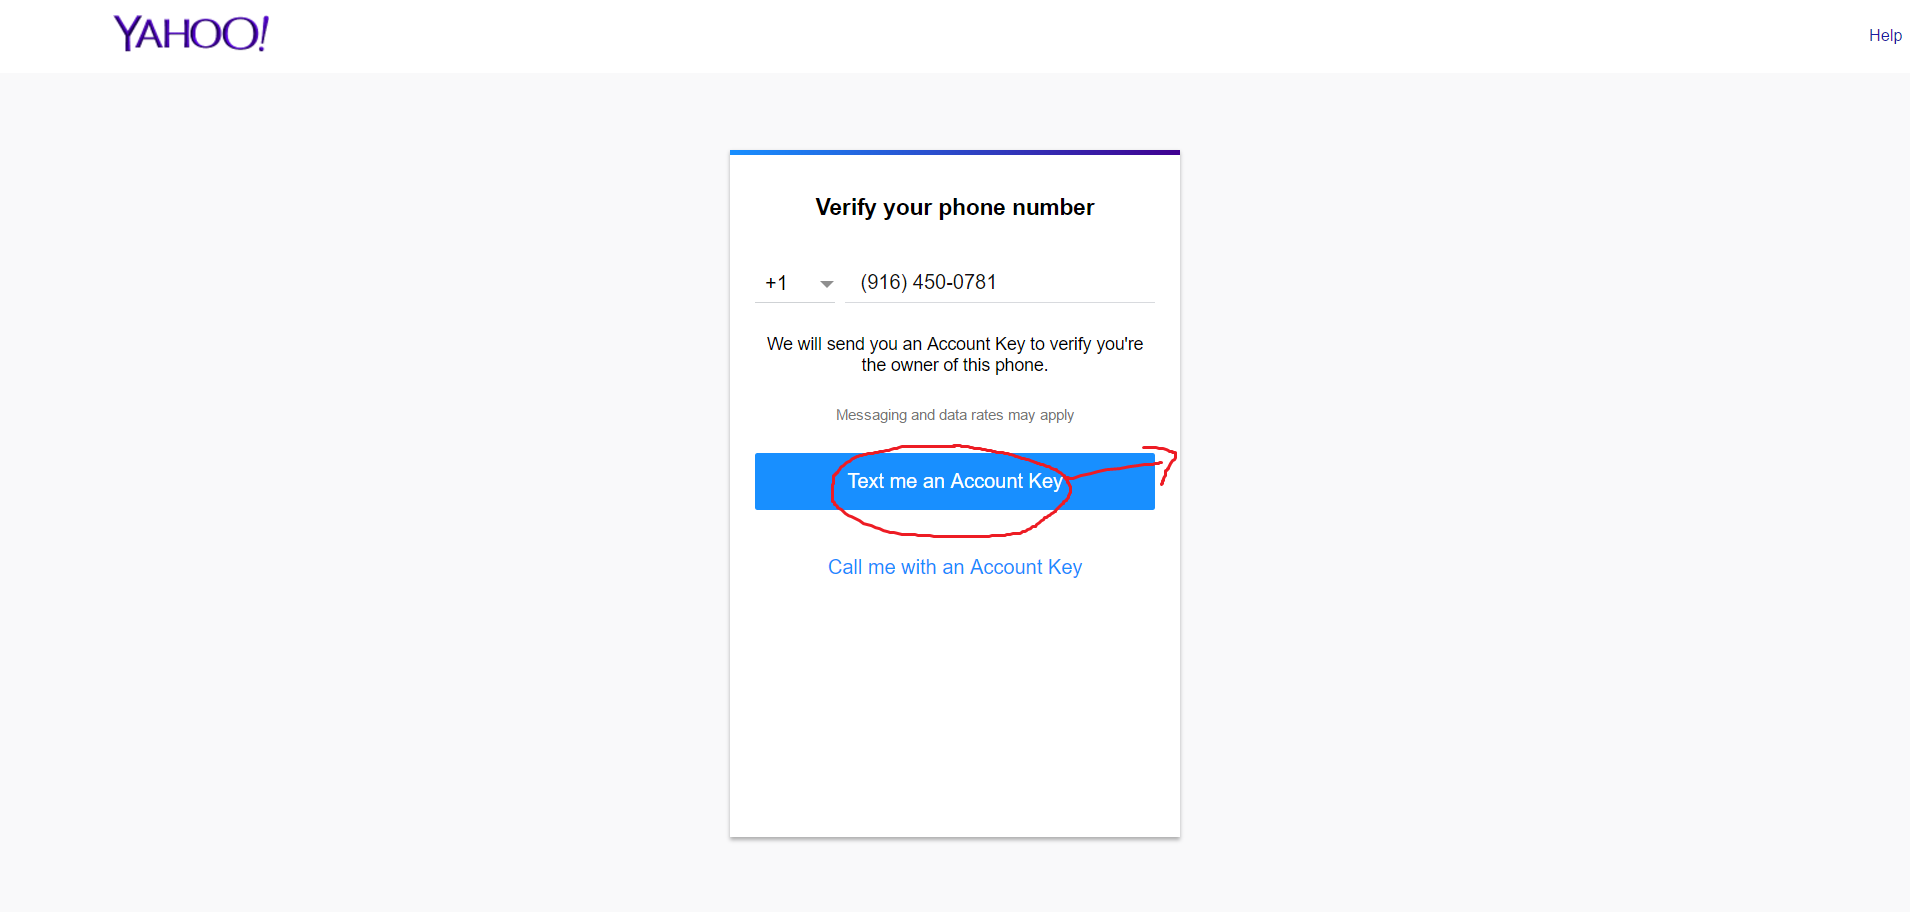 YAHOO!
Help
Verify your phone number
+1 (916) 450-0781
We will send you an Account Key to verify you're
the owner of this phone.
Messaging and data rates may apply
Text me an Account Key
Call me with an Account Key